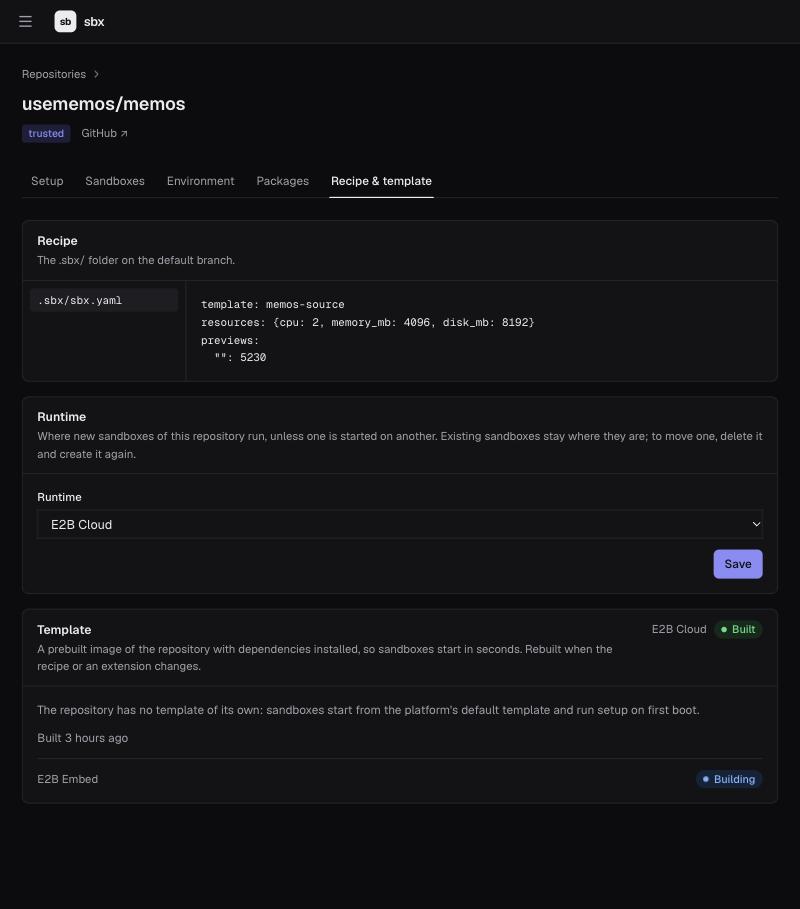 sb sbx
Repositories
usememos/memos
trusted GitHub ↗
Setup Sandboxes Environment Packages Recipe & template
Recipe
The .sbx/ folder on the default branch.
.sbx/sbx.yaml
template: memos-source
resources: {cpu: 2, memory_mb: 4096, disk_mb: 8192}
previews:
  "": 5230
Runtime
Where new sandboxes of this repository run, unless one is started on another. Existing sandboxes stay where they are; to move one, delete it
and create it again.
Runtime
E2B Cloud
Save
Template
E2B Cloud Built
A prebuilt image of the repository with dependencies installed, so sandboxes start in seconds. Rebuilt when the
recipe or an extension changes.
The repository has no template of its own: sandboxes start from the platform's default template and run setup on first boot.
Built 3 hours ago
E2B Embed Building